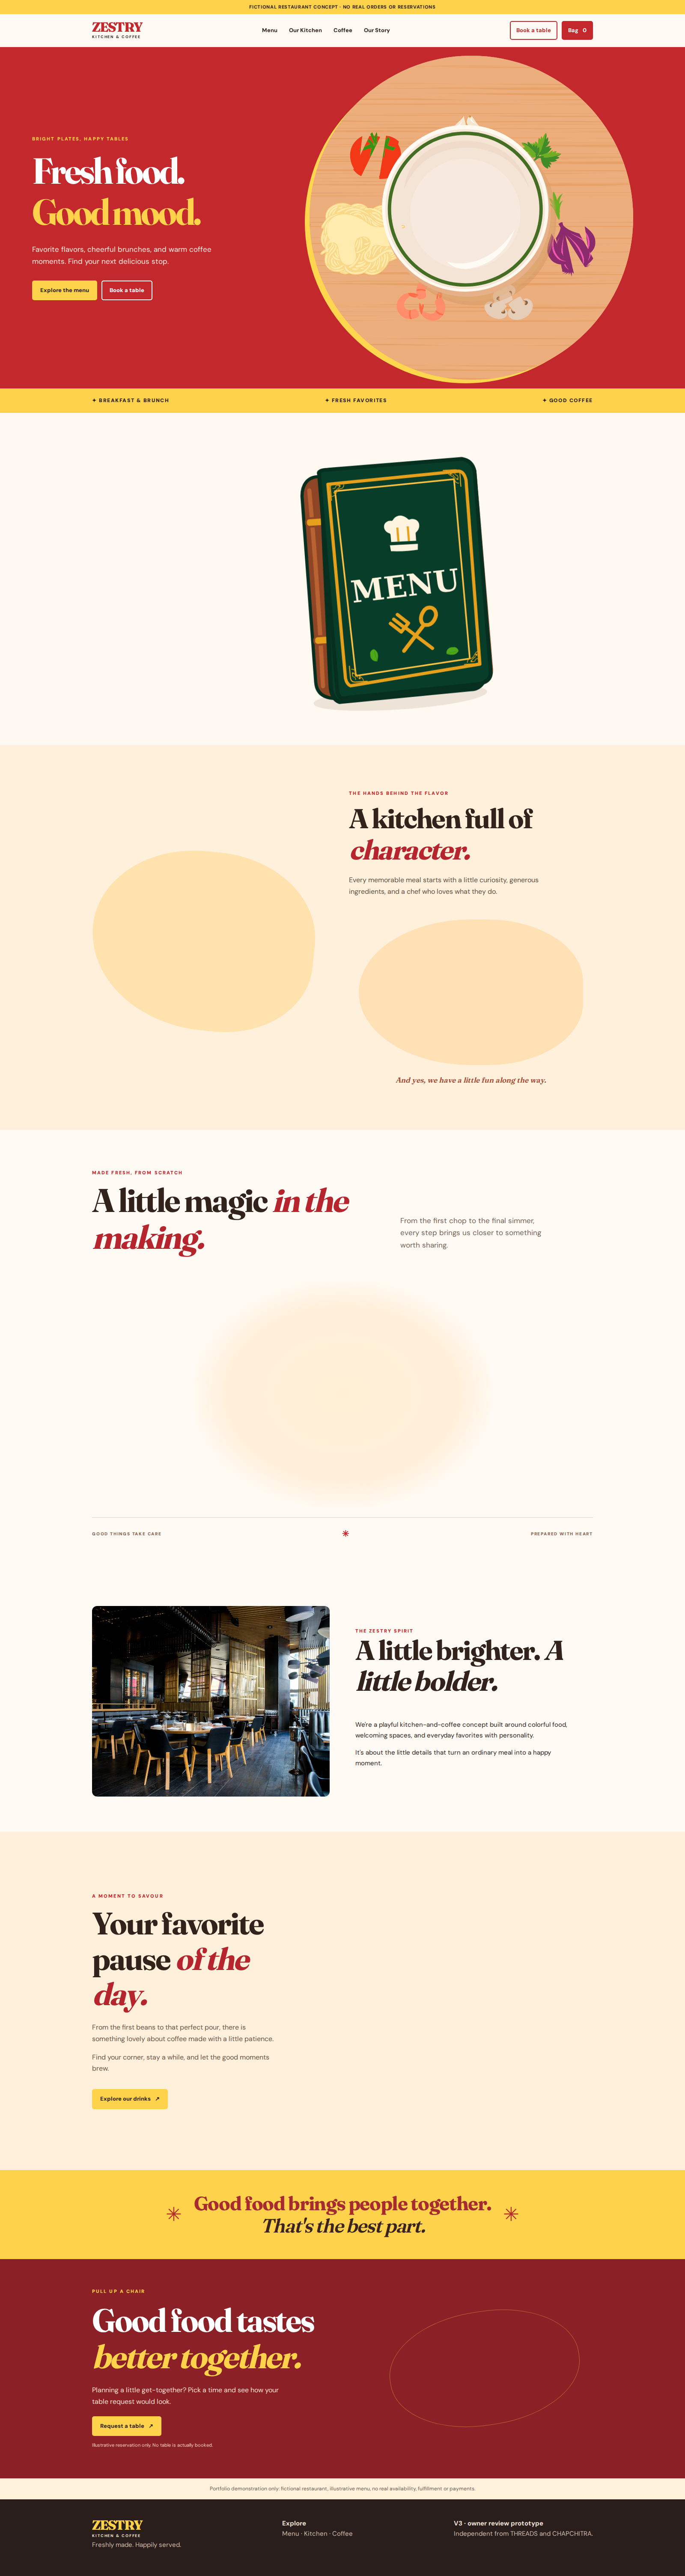 FICTIONAL RESTAURANT CONCEPT · NO REAL ORDERS OR RESERVATIONS
ZESTRY
KITCHEN & COFFEE
Menu
Our Kitchen
Coffee
Our Story
Book a table
Bag 0
BRIGHT PLATES, HAPPY TABLES
Fresh food.
Good mood.
Favorite flavors, cheerful brunches, and warm coffee
moments. Find your next delicious stop.
Explore the menu
Book a table
✦ BREAKFAST & BRUNCH
✦ FRESH FAVORITES
✦ GOOD COFFEE
MENU
THE HANDS BEHIND THE FLAVOR
A kitchen full of
character.
Every memorable meal starts with a little curiosity, generous
ingredients, and a chef who loves what they do.
And yes, we have a little fun along the way.
MADE FRESH, FROM SCRATCH
A little magic in the
making.
From the first chop to the final simmer,
every step brings us closer to something
worth sharing.
GOOD THINGS TAKE CARE
PREPARED WITH HEART
THE ZESTRY SPIRIT
A little brighter. A
little bolder.
We're a playful kitchen-and-coffee concept built around colorful food,
welcoming spaces, and everyday favorites with personality.
It's about the little details that turn an ordinary meal into a happy
moment.
A MOMENT TO SAVOUR
Your favorite
pause of the
day.
From the first beans to that perfect pour, there is
something lovely about coffee made with a little patience.
Find your corner, stay a while, and let the good moments
brew.
Explore our drinks ↗
Good food brings people together.
That's the best part.
PULL UP A CHAIR
Good food tastes
better together.
Planning a little get-together? Pick a time and see how your
table request would look.
Request a table ↗
Illustrative reservation only. No table is actually booked.
Portfolio demonstration only: fictional restaurant, illustrative menu, no real availability, fulfillment or payments.
ZESTRY
KITCHEN & COFFEE
Freshly made. Happily served.
Explore
Menu · Kitchen · Coffee
V3 · owner review prototype
Independent from THREADS and CHAPCHITRA.